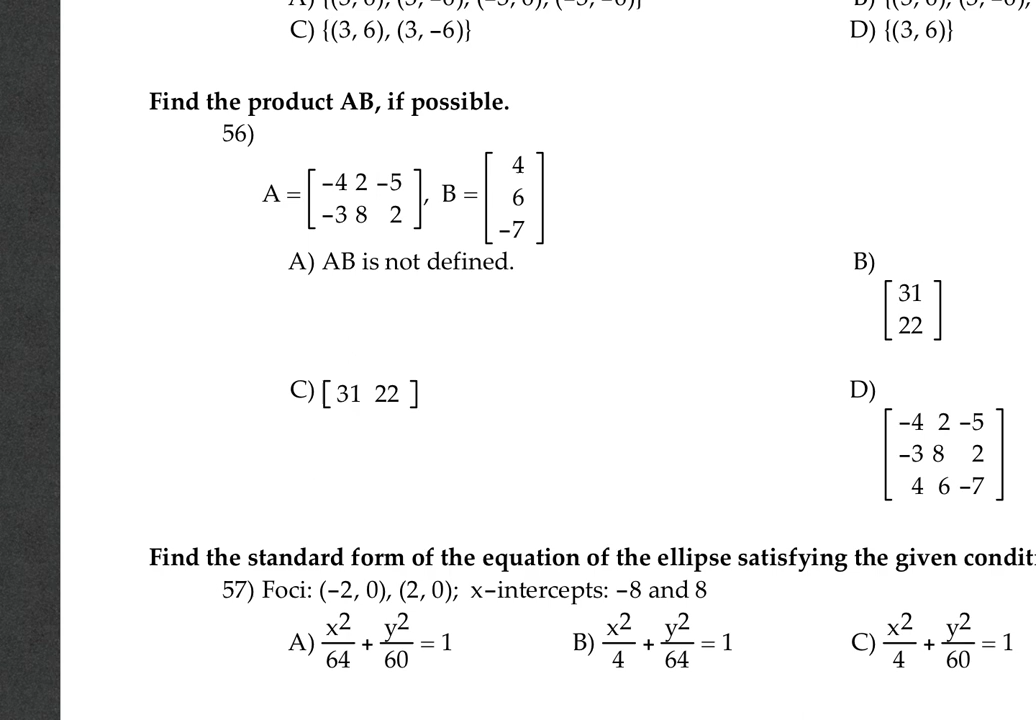 C) {(3, 6), (3, −6)}
D) {(3, 6)}
Find the product AB, if possible.
56)
A = [ −4 2 −5
−3 8 2 ], B = [ 4
6
−7 ]
A) AB is not defined.
B)
[ 31
22 ]
C) [ 31 22 ]
D)
[ −4 2 −5
−3 8 2
4 6 −7 ]
Find the standard form of the equation of the ellipse satisfying the given condit
57) Foci: (−2, 0), (2, 0); x-intercepts: −8 and 8
A) x2/64 + y2/60 = 1
B) x2/4 + y2/64 = 1
C) x2/4 + y2/60 = 1